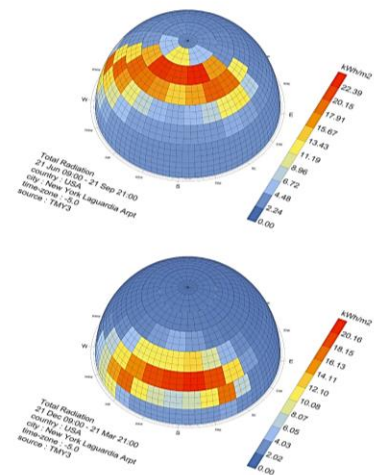 kWh/m2
22.39
20.15
17.91
15.67
13.43
11.19
8.96
6.72
4.48
2.24
0.00
W
E
S
Total Radiation
21 Jun 09:00 - 21 Sep 21:00
country : USA
city : New York Laguardia Arpt
time-zone : -5.0
source : TMY3
kWh/m2
20.16
18.15
16.13
14.11
12.10
10.08
8.07
6.05
4.03
2.02
0.00
W
E
S
Total Radiation
21 Dec 09:00 - 21 Mar 21:00
country : USA
city : New York Laguardia Arpt
time-zone : -5.0
source : TMY3